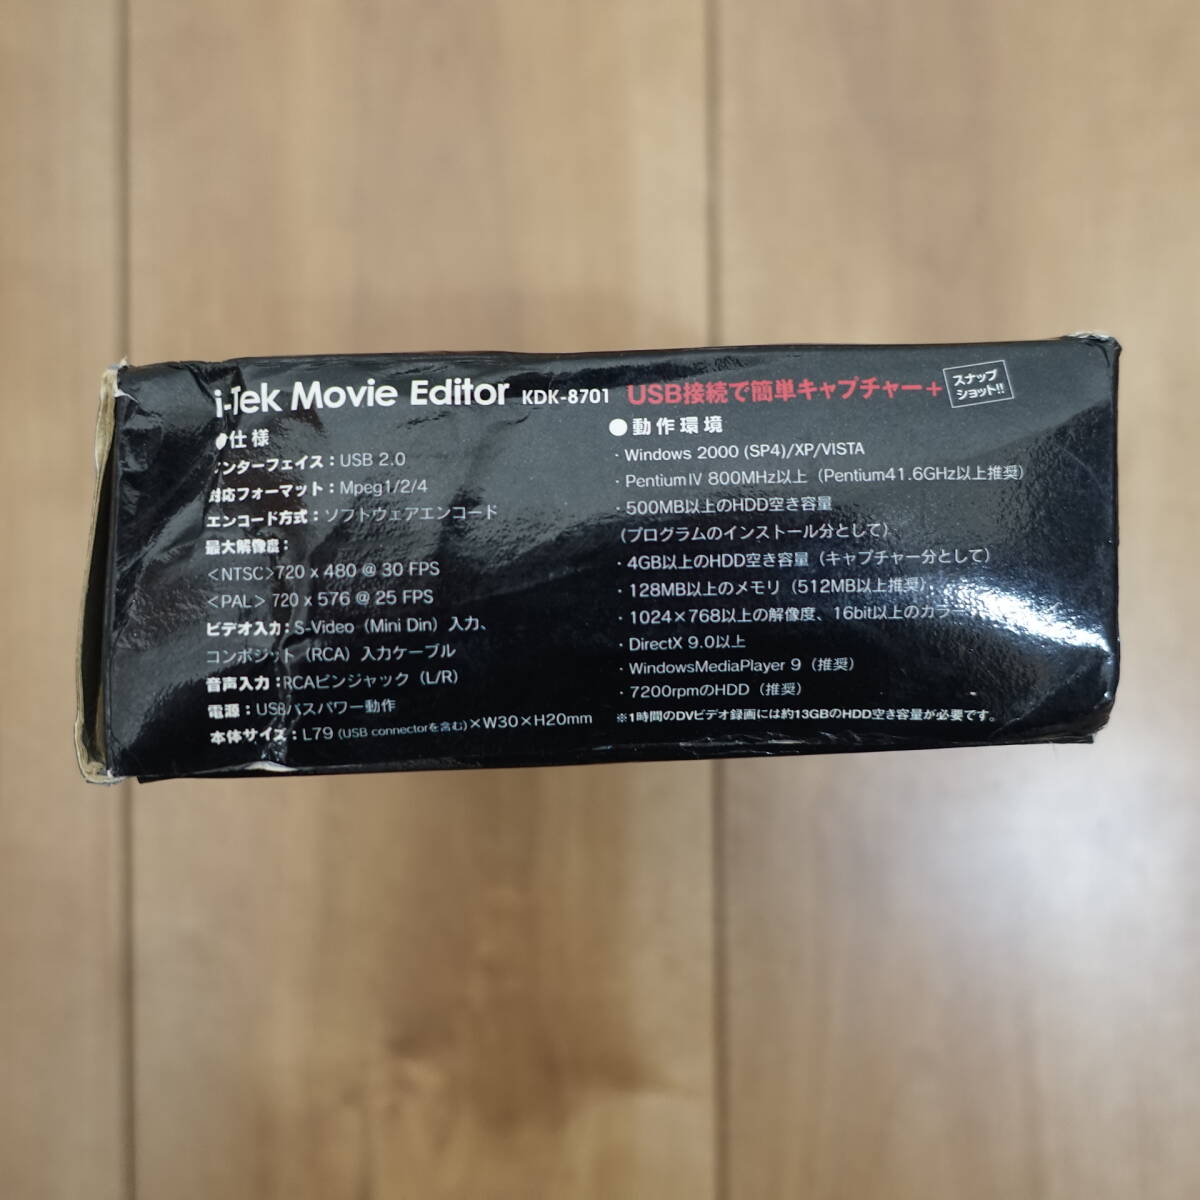 i-Tek Movie Editor KDK-8701 USB接続で簡単キャプチャー+ スナップ
ショット!!
●仕様
インターフェイス：USB 2.0
対応フォーマット：Mpeg1/2/4
エンコード方式：ソフトウェアエンコード
最大解像度：
<NTSC>720 x 480 @ 30 FPS
<PAL> 720 x 576 @ 25 FPS
ビデオ入力：S-Video（Mini Din）入力、
コンポジット（RCA）入力ケーブル
音声入力：RCAピンジャック（L/R）
電源：USBバスパワー動作
本体サイズ：L79 (USB connectorを含む)×W30×H20mm
●動作環境
・Windows 2000 (SP4)/XP/VISTA
・PentiumⅣ 800MHz以上（Pentium41.6GHz以上推奨）
・500MB以上のHDD空き容量
（プログラムのインストール分として）
・4GB以上のHDD空き容量（キャプチャー分として）
・128MB以上のメモリ（512MB以上推奨）
・1024×768以上の解像度、16bit以上のカラー
・DirectX 9.0以上
・WindowsMediaPlayer 9（推奨）
・7200rpmのHDD（推奨）
※1時間のDVビデオ録画には約13GBのHDD空き容量が必要です。